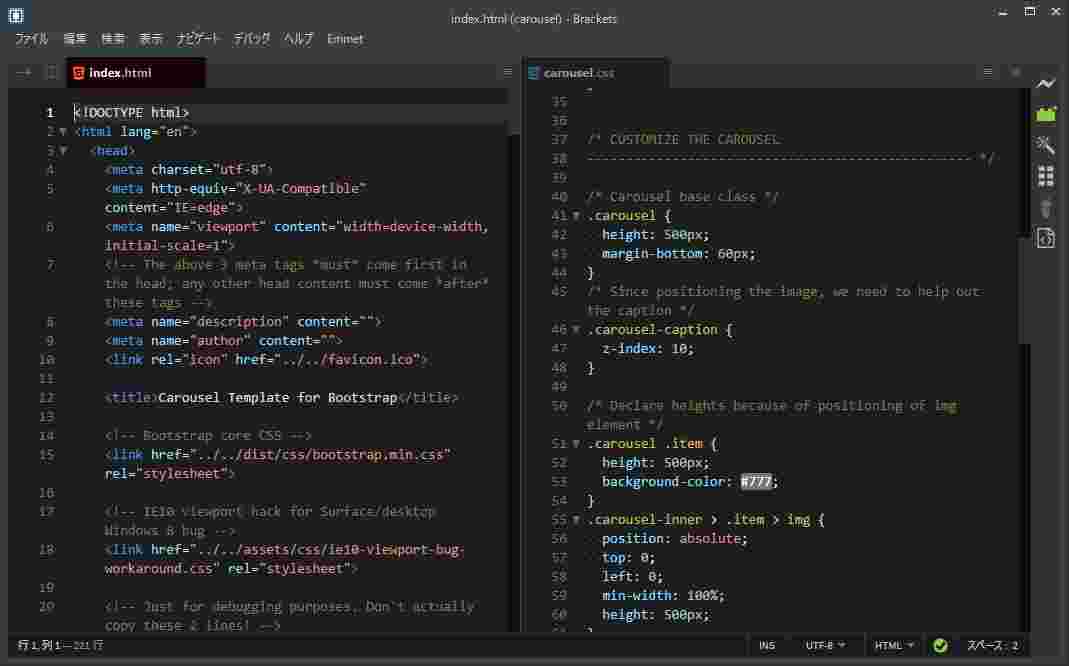 index.html (carousel) - Brackets
ファイル 編集 検索 表示 ナビゲート デバッグ ヘルプ Emmet
index.html
1 <!DOCTYPE html>
2 <html lang="en">
3 <head>
4 <meta charset="utf-8">
5 <meta http-equiv="X-UA-Compatible"
content="IE=edge">
6 <meta name="viewport" content="width=device-width,
initial-scale=1">
7 <!-- The above 3 meta tags *must* come first in
the head; any other head content must come *after*
these tags -->
8 <meta name="description" content="">
9 <meta name="author" content="">
10 <link rel="icon" href="../../favicon.ico">
11
12 <title>Carousel Template for Bootstrap</title>
13
14 <!-- Bootstrap core CSS -->
15 <link href="../../dist/css/bootstrap.min.css"
rel="stylesheet">
16
17 <!-- IE10 viewport hack for Surface/desktop
Windows 8 bug -->
18 <link href="../../assets/css/ie10-viewport-bug-
workaround.css" rel="stylesheet">
19
20 <!-- Just for debugging purposes. Don't actually
copy these 2 lines! -->
carousel.css
35
36
37 /* CUSTOMIZE THE CAROUSEL
38 -------------------------------------------------- */
39
40 /* Carousel base class */
41 .carousel {
42 height: 500px;
43 margin-bottom: 60px;
44 }
45 /* Since positioning the image, we need to help out
the caption */
46 .carousel-caption {
47 z-index: 10;
48 }
49
50 /* Declare heights because of positioning of img
element */
51 .carousel .item {
52 height: 500px;
53 background-color: #777;
54 }
55 .carousel-inner > .item > img {
56 position: absolute;
57 top: 0;
58 left: 0;
59 min-width: 100%;
60 height: 500px;
行 1, 列 1 — 221 行
INS UTF-8 HTML スペース: 2